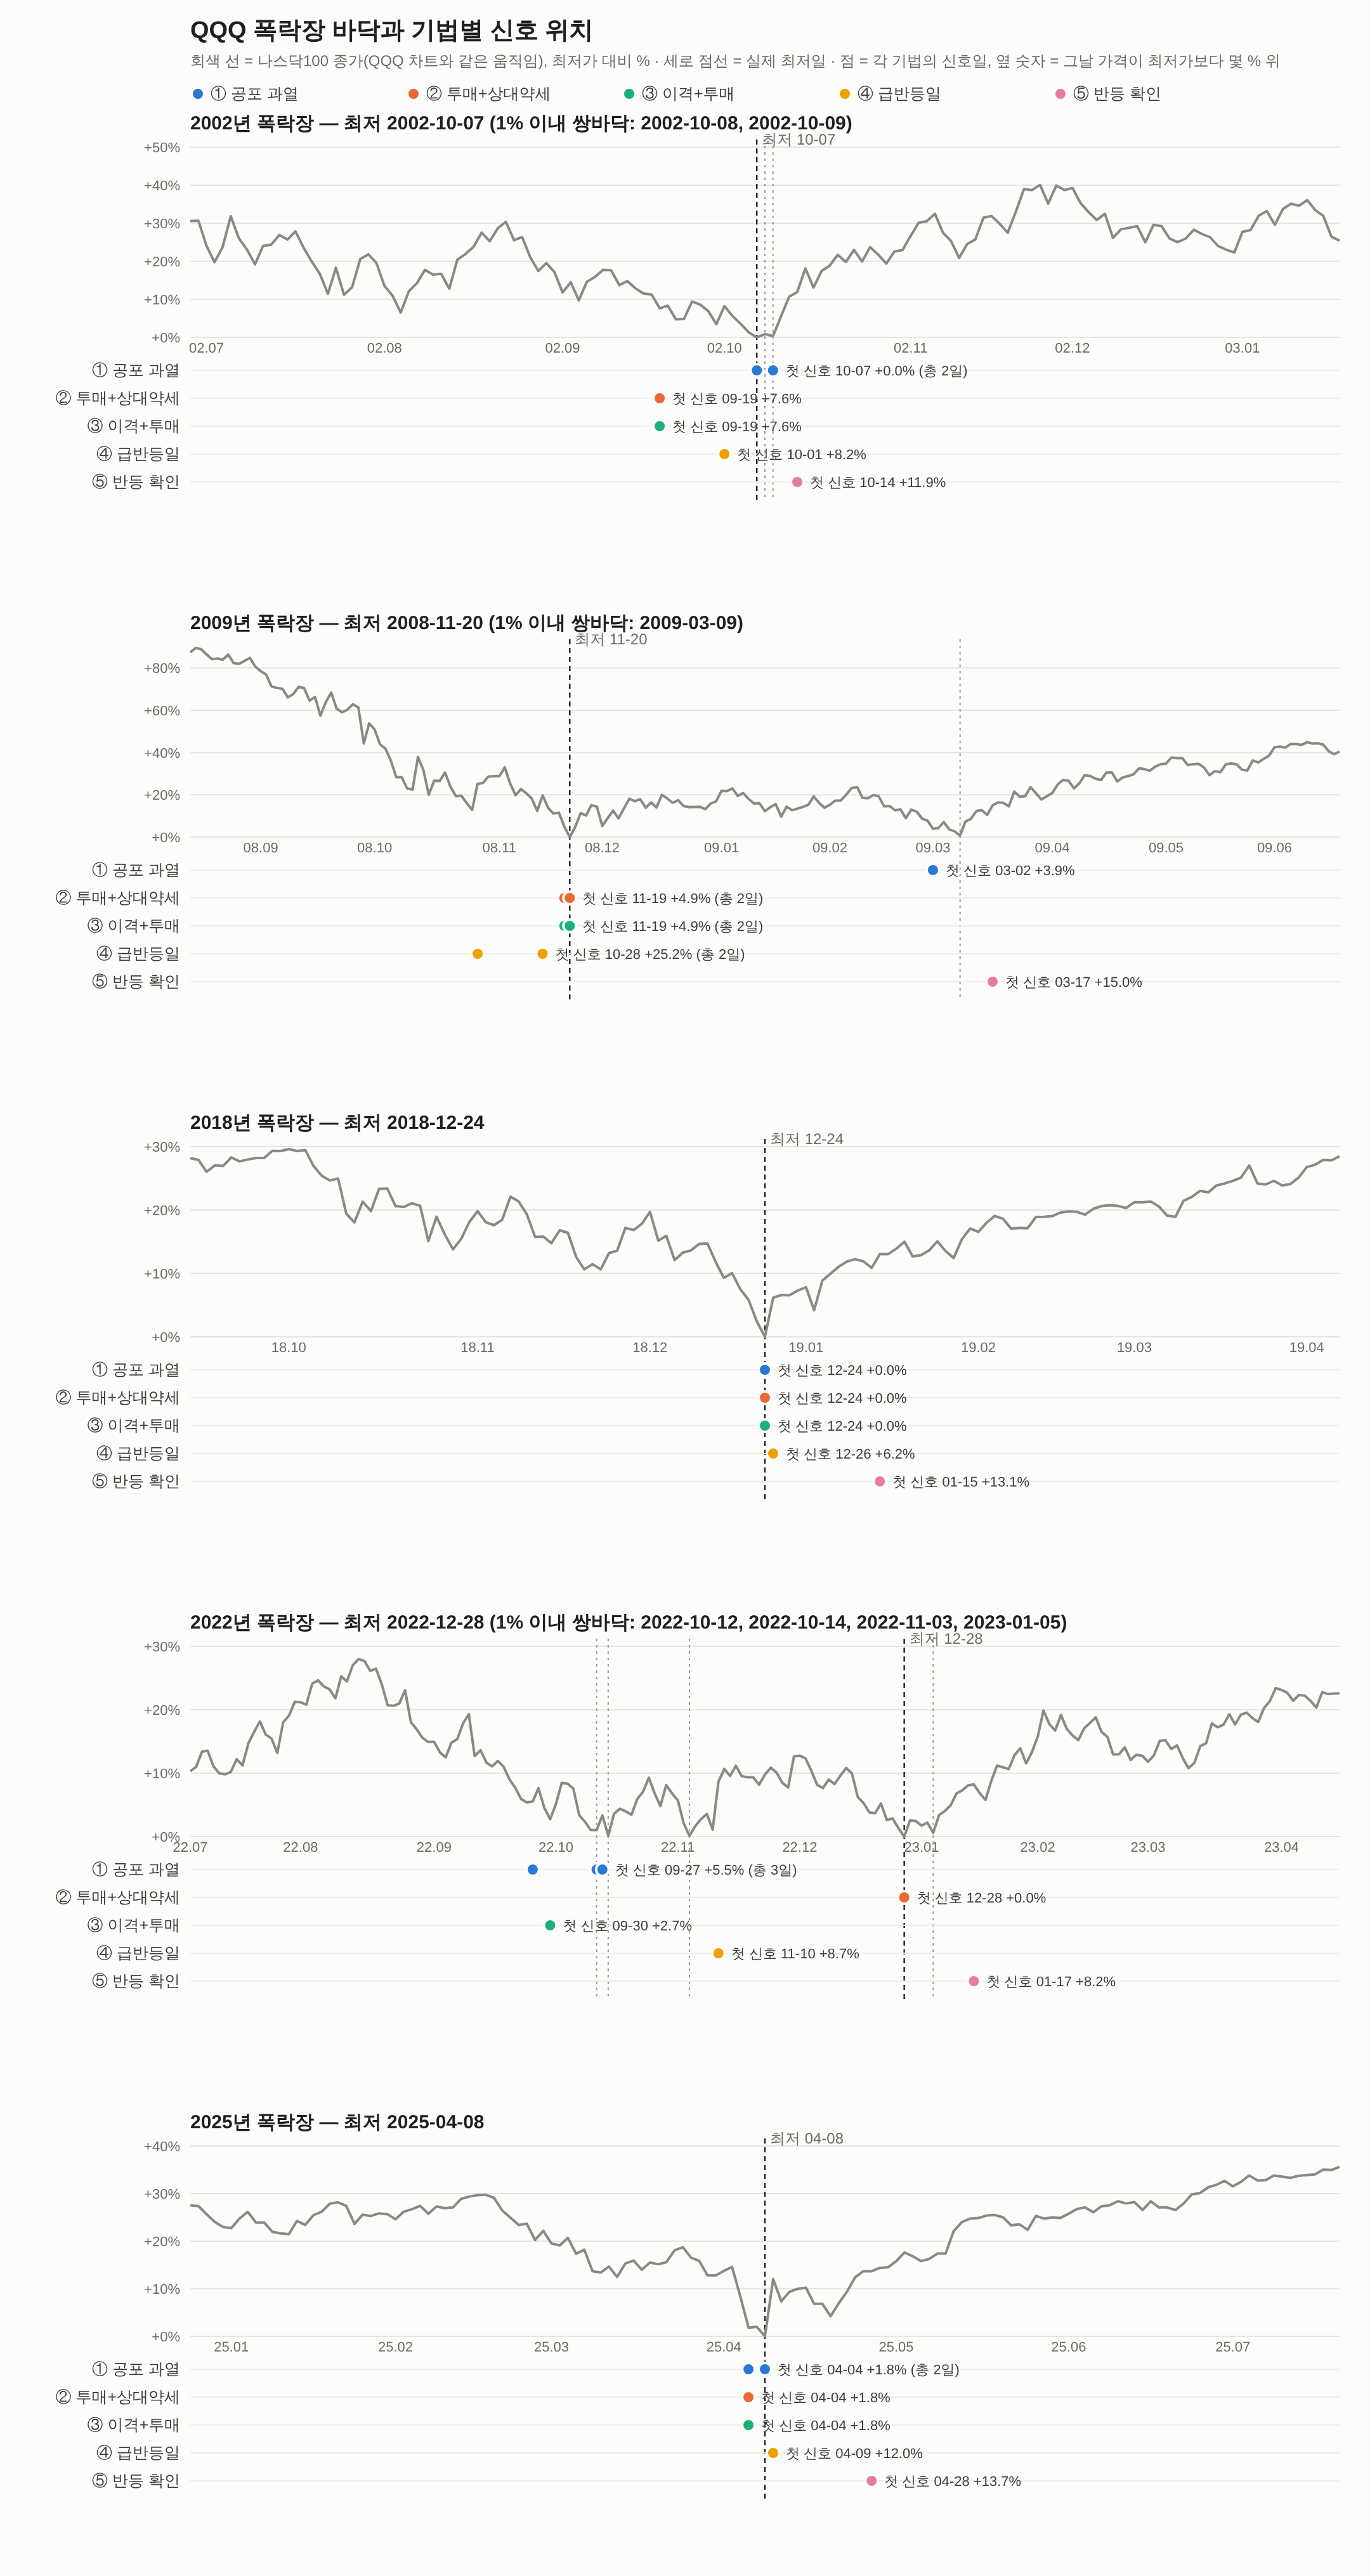 QQQ 폭락장 바닥과 기법별 신호 위치
회색 선 = 나스닥100 종가(QQQ 차트와 같은 움직임), 최저가 대비 % · 세로 점선 = 실제 최저일 · 점 = 각 기법의 신호일, 옆 숫자 = 그날 가격이 최저가보다 몇 % 위
① 공포 과열 ② 투매+상대약세 ③ 이격+투매 ④ 급반등일 ⑤ 반등 확인
2002년 폭락장 — 최저 2002-10-07 (1% 이내 쌍바닥: 2002-10-08, 2002-10-09)
최저 10-07
+50%
+40%
+30%
+20%
+10%
+0%
02.07 02.08 02.09 02.10 02.11 02.12 03.01
① 공포 과열 첫 신호 10-07 +0.0% (총 2일)
② 투매+상대약세 첫 신호 09-19 +7.6%
③ 이격+투매 첫 신호 09-19 +7.6%
④ 급반등일 첫 신호 10-01 +8.2%
⑤ 반등 확인 첫 신호 10-14 +11.9%
2009년 폭락장 — 최저 2008-11-20 (1% 이내 쌍바닥: 2009-03-09)
최저 11-20
+80%
+60%
+40%
+20%
+0%
08.09 08.10 08.11 08.12 09.01 09.02 09.03 09.04 09.05 09.06
① 공포 과열 첫 신호 03-02 +3.9%
② 투매+상대약세 첫 신호 11-19 +4.9% (총 2일)
③ 이격+투매 첫 신호 11-19 +4.9% (총 2일)
④ 급반등일 첫 신호 10-28 +25.2% (총 2일)
⑤ 반등 확인 첫 신호 03-17 +15.0%
2018년 폭락장 — 최저 2018-12-24
최저 12-24
+30%
+20%
+10%
+0%
18.10 18.11 18.12 19.01 19.02 19.03 19.04
① 공포 과열 첫 신호 12-24 +0.0%
② 투매+상대약세 첫 신호 12-24 +0.0%
③ 이격+투매 첫 신호 12-24 +0.0%
④ 급반등일 첫 신호 12-26 +6.2%
⑤ 반등 확인 첫 신호 01-15 +13.1%
2022년 폭락장 — 최저 2022-12-28 (1% 이내 쌍바닥: 2022-10-12, 2022-10-14, 2022-11-03, 2023-01-05)
최저 12-28
+30%
+20%
+10%
+0%
22.07 22.08 22.09 22.10 22.11 22.12 23.01 23.02 23.03 23.04
① 공포 과열 첫 신호 09-27 +5.5% (총 3일)
② 투매+상대약세 첫 신호 12-28 +0.0%
③ 이격+투매 첫 신호 09-30 +2.7%
④ 급반등일 첫 신호 11-10 +8.7%
⑤ 반등 확인 첫 신호 01-17 +8.2%
2025년 폭락장 — 최저 2025-04-08
최저 04-08
+40%
+30%
+20%
+10%
+0%
25.01 25.02 25.03 25.04 25.05 25.06 25.07
① 공포 과열 첫 신호 04-04 +1.8% (총 2일)
② 투매+상대약세 첫 신호 04-04 +1.8%
③ 이격+투매 첫 신호 04-04 +1.8%
④ 급반등일 첫 신호 04-09 +12.0%
⑤ 반등 확인 첫 신호 04-28 +13.7%